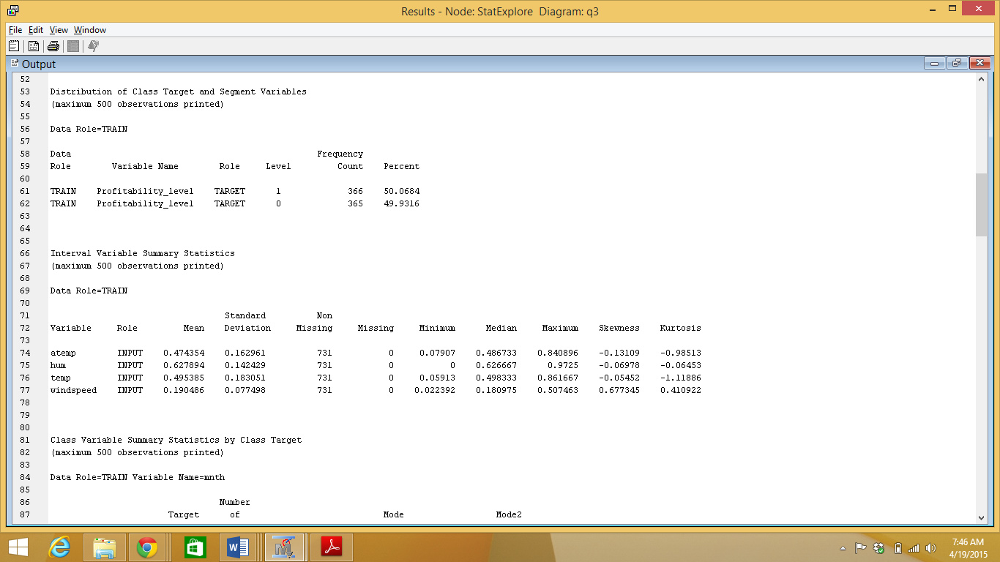 Results - Node: StatExplore Diagram: q3
File Edit View Window
Output
52
53 Distribution of Class Target and Segment Variables
54 (maximum 500 observations printed)
55
56 Data Role=TRAIN
57
58 Data Frequency
59 Role Variable Name Role Level Count Percent
60
61 TRAIN Profitability_level TARGET 1 366 50.0684
62 TRAIN Profitability_level TARGET 0 365 49.9316
63
64
65
66 Interval Variable Summary Statistics
67 (maximum 500 observations printed)
68
69 Data Role=TRAIN
70
71 Standard Non
72 Variable Role Mean Deviation Missing Missing Minimum Median Maximum Skewness Kurtosis
73
74 atemp INPUT 0.474354 0.162961 731 0 0.07907 0.486733 0.840896 -0.13109 -0.98513
75 hum INPUT 0.627894 0.142429 731 0 0 0.626667 0.9725 -0.06978 -0.06453
76 temp INPUT 0.495385 0.183051 731 0 0.05913 0.498333 0.861667 -0.05452 -1.11886
77 windspeed INPUT 0.190486 0.077498 731 0 0.022392 0.180975 0.507463 0.677345 0.410922
78
79
80
81 Class Variable Summary Statistics by Class Target
82 (maximum 500 observations printed)
83
84 Data Role=TRAIN Variable Name=mnth
85
86 Number
87 Target of Mode Mode2
7:46 AM
4/19/2015